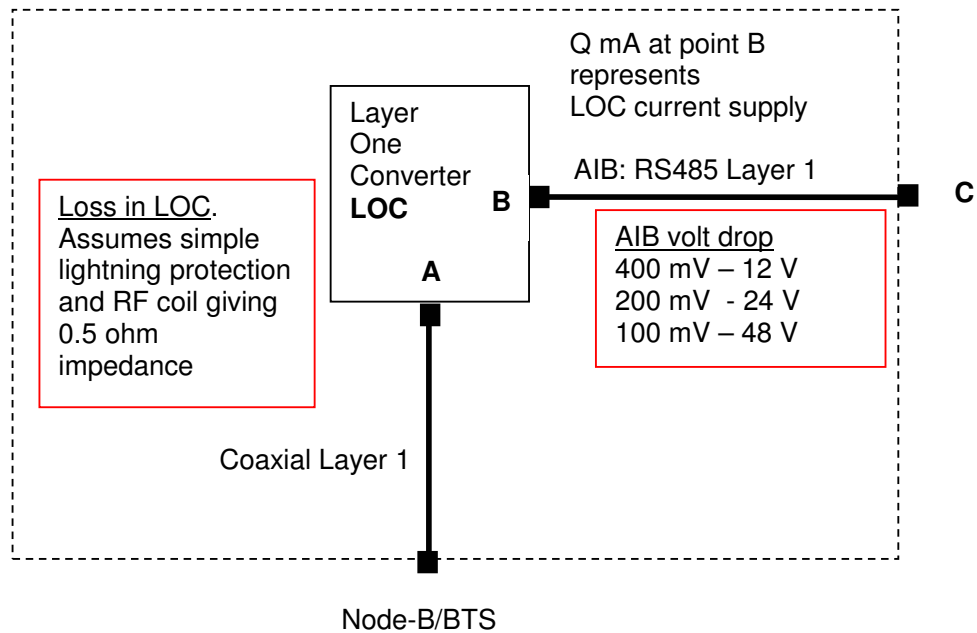 Q mA at point B
represents
LOC current supply
Layer
One
Converter
LOC
B
A
AIB: RS485 Layer 1
C
Loss in LOC.
Assumes simple
lightning protection
and RF coil giving
0.5 ohm
impedance
AIB volt drop
400 mV – 12 V
200 mV - 24 V
100 mV – 48 V
Coaxial Layer 1
Node-B/BTS